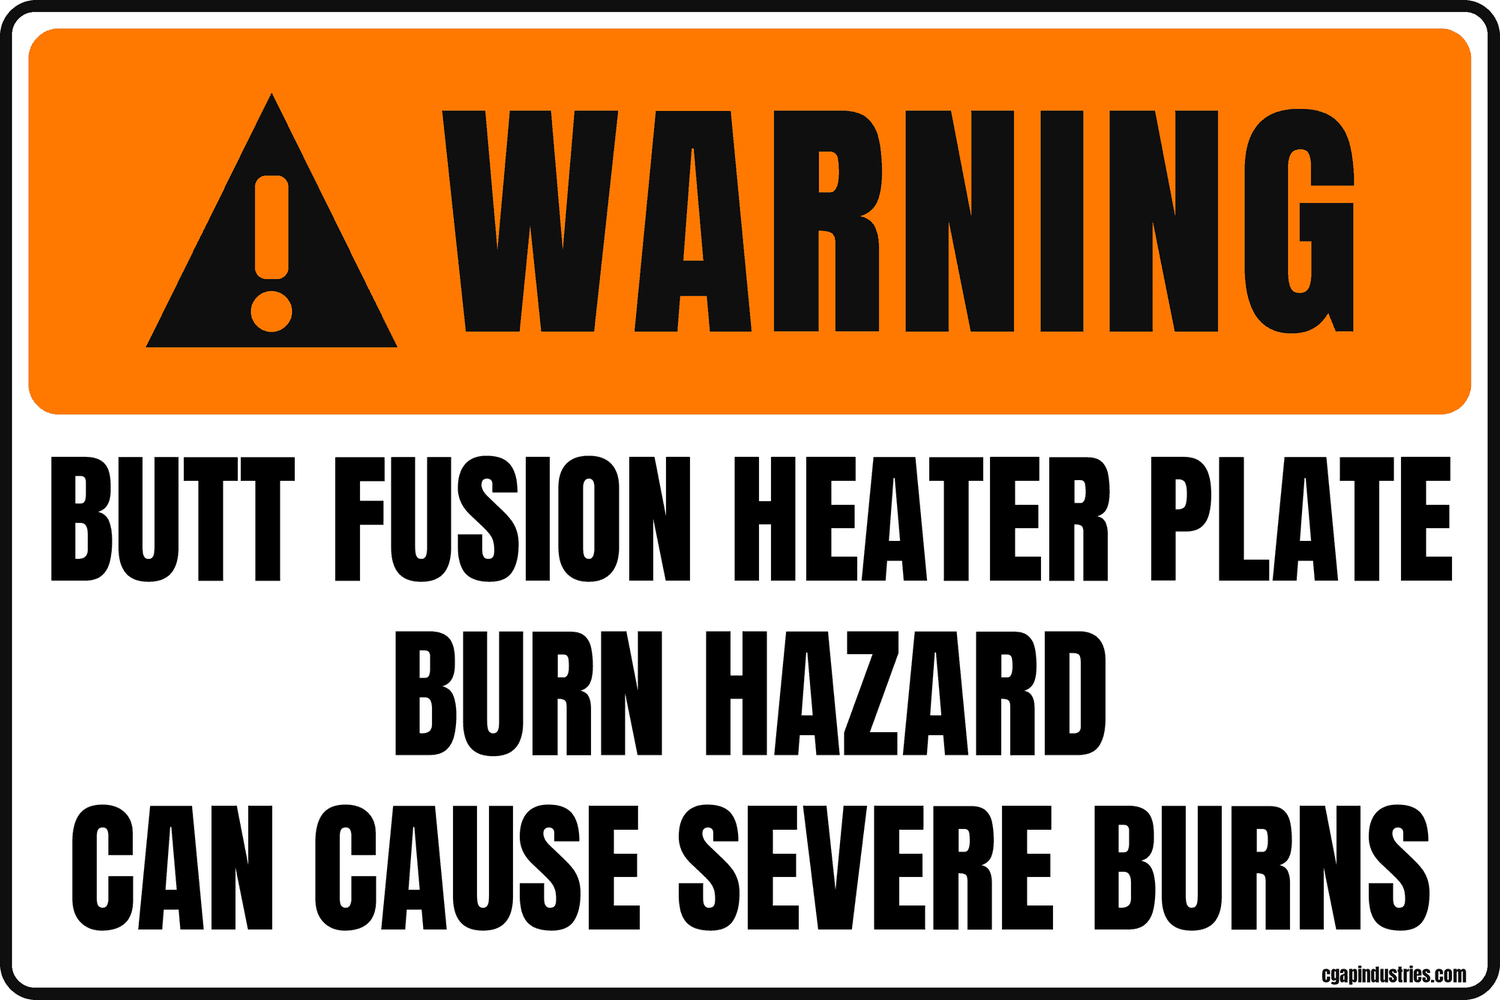 WARNING
BUTT FUSION HEATER PLATE
BURN HAZARD
CAN CAUSE SEVERE BURNS
cgapindustries.com